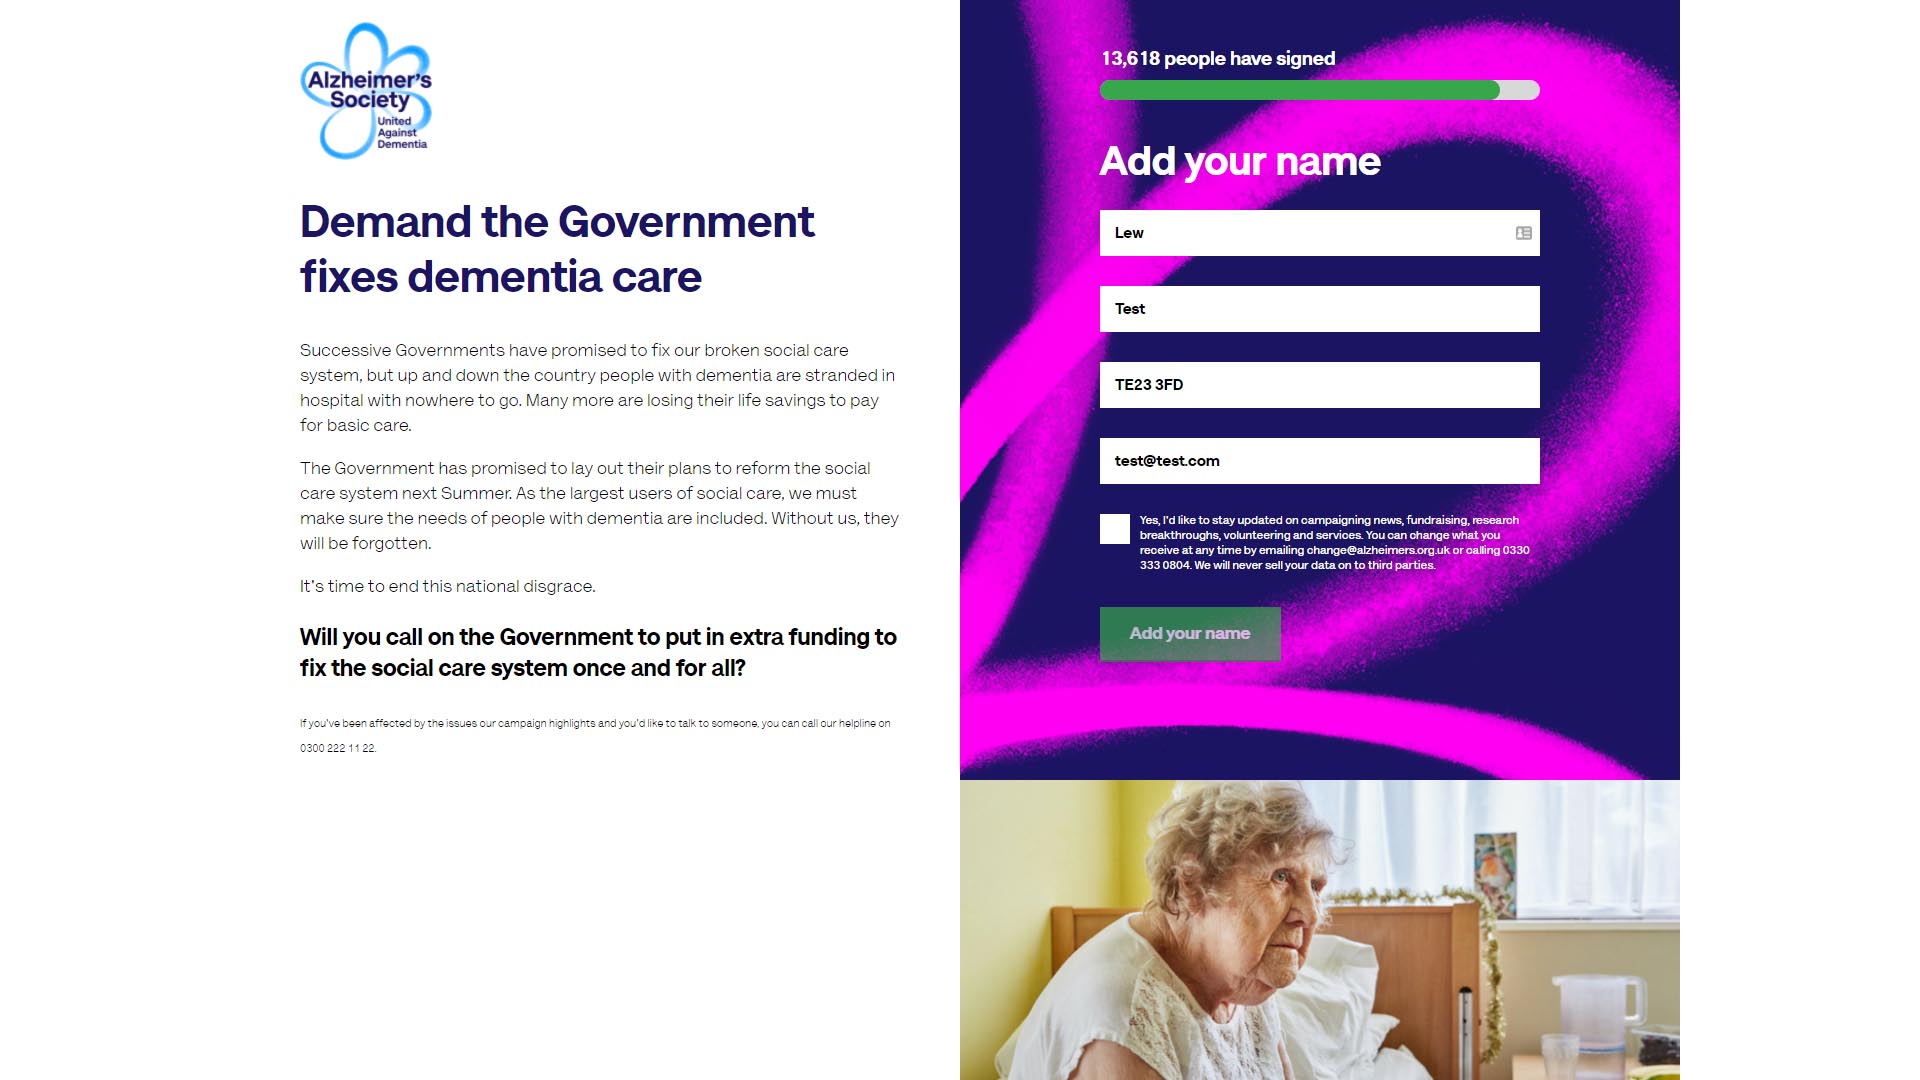 Alzheimer's
Society
United
Against
Dementia
Demand the Government
fixes dementia care
Successive Governments have promised to fix our broken social care
system, but up and down the country people with dementia are stranded in
hospital with nowhere to go. Many more are losing their life savings to pay
for basic care.
The Government has promised to lay out their plans to reform the social
care system next Summer. As the largest users of social care, we must
make sure the needs of people with dementia are included. Without us, they
will be forgotten.
It's time to end this national disgrace.
Will you call on the Government to put in extra funding to
fix the social care system once and for all?
If you've been affected by the issues our campaign highlights and you'd like to talk to someone, you can call our helpline on
0300 222 11 22.
13,618 people have signed
Add your name
Lew
Test
TE23 3FD
test@test.com
Yes, I'd like to stay updated on campaigning news, fundraising, research
breakthroughs, volunteering and services. You can change what you
receive at any time by emailing change@alzheimers.org.uk or calling 0330
333 0804. We will never sell your data on to third parties.
Add your name